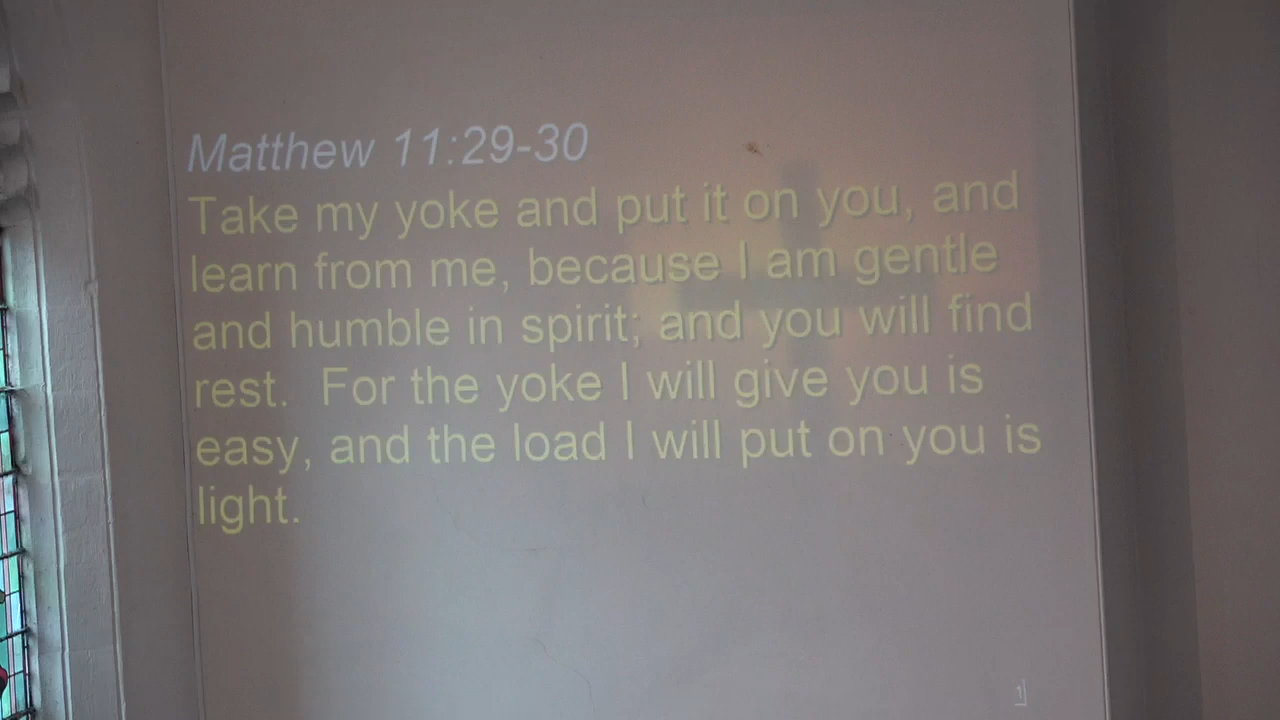 Matthew 11:29-30
Take my yoke and put it on you, and
learn from me, because I am gentle
and humble in spirit; and you will find
rest.  For the yoke I will give you is
easy, and the load I will put on you is
light.
1